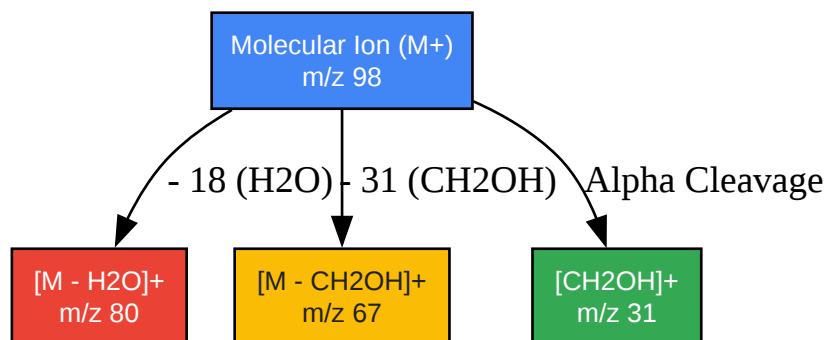 Molecular Ion (M+)
m/z 98
- 18 (H2O)
- 31 (CH2OH)
Alpha Cleavage
[M - H2O]+
m/z 80
[M - CH2OH]+
m/z 67
[CH2OH]+
m/z 31